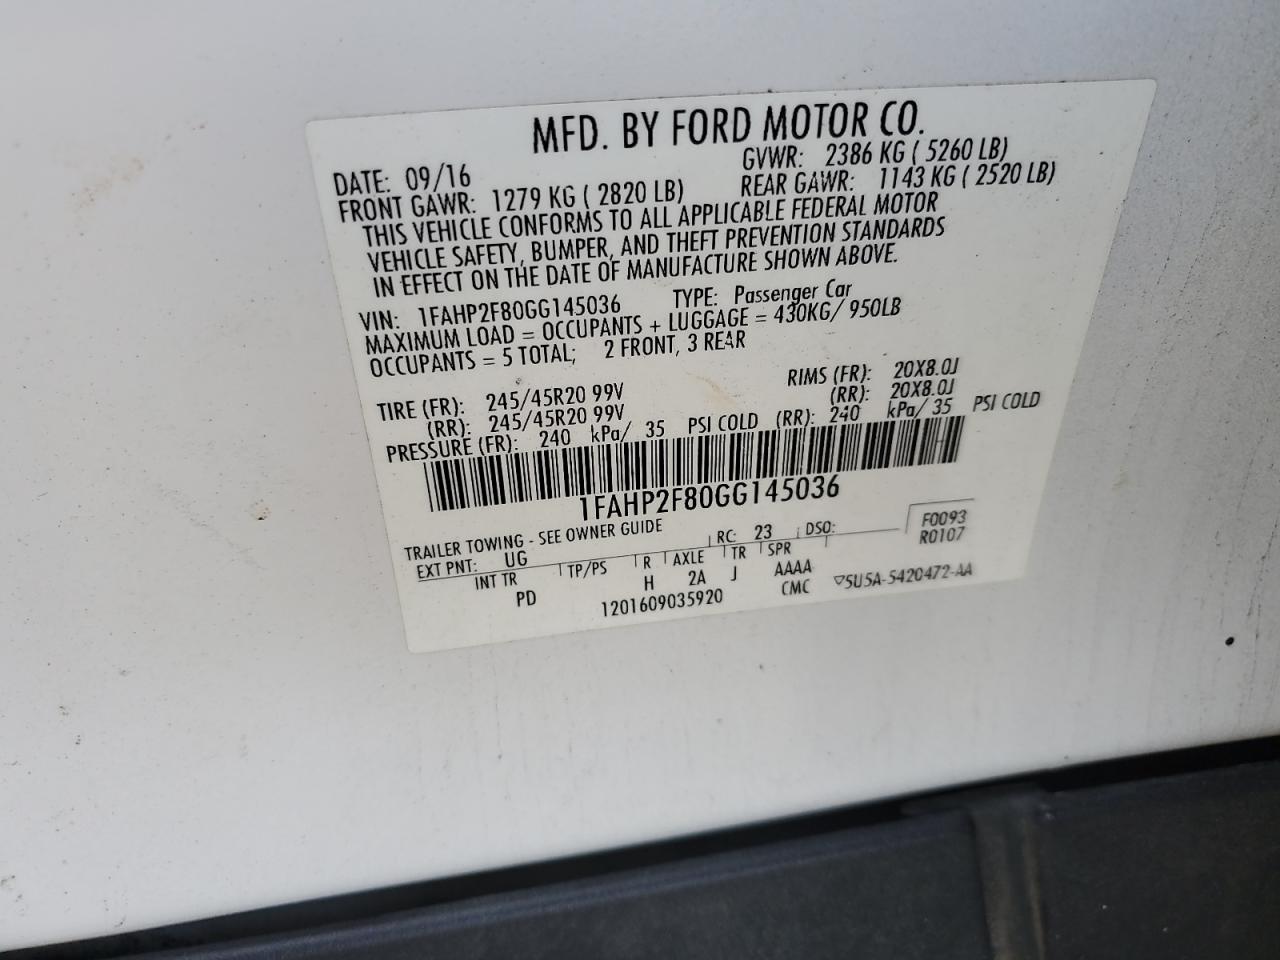 MFD. BY FORD MOTOR CO.
DATE: 09/16 GVWR: 2386 KG ( 5260 LB)
FRONT GAWR: 1279 KG ( 2820 LB) REAR GAWR: 1143 KG ( 2520 LB)
THIS VEHICLE CONFORMS TO ALL APPLICABLE FEDERAL MOTOR
VEHICLE SAFETY, BUMPER, AND THEFT PREVENTION STANDARDS
IN EFFECT ON THE DATE OF MANUFACTURE SHOWN ABOVE.
VIN: 1FAHP2F80GG145036 TYPE: Passenger Car
MAXIMUM LOAD = OCCUPANTS + LUGGAGE = 430KG/ 950LB
OCCUPANTS = 5 TOTAL; 2 FRONT, 3 REAR
TIRE (FR): 245/45R20 99V RIMS (FR): 20X8.0J
(RR): 245/45R20 99V (RR): 20X8.0J
PRESSURE (FR): 240 kPa/ 35 PSI COLD (RR): 240 kPa/ 35 PSI COLD
1FAHP2F80GG145036
TRAILER TOWING - SEE OWNER GUIDE
EXT PNT: UG RC: 23 DSO: F0093
R0107
INT TR TP/PS R AXLE TR SPR
PD H 2A J AAAA
1201609035920 CMC ▽5U5A-5420472-AA